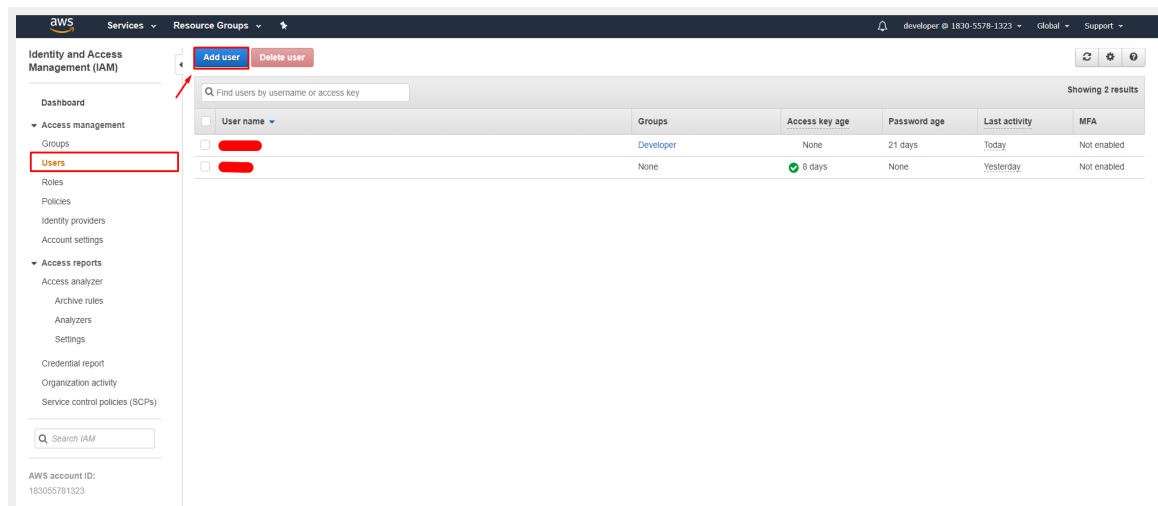 aws Services Resource Groups developer @ 1830-5578-1323 Global Support
Identity and Access
Management (IAM)
Dashboard
Access management
Groups
Users
Roles
Policies
Identity providers
Account settings
Access reports
Access analyzer
Archive rules
Analyzers
Settings
Credential report
Organization activity
Service control policies (SCPs)
Search IAM
AWS account ID:
183055781323
Add user Delete user
Find users by username or access key Showing 2 results
User name Groups Access key age Password age Last activity MFA
Developer None 21 days Today Not enabled
None 8 days None Yesterday Not enabled